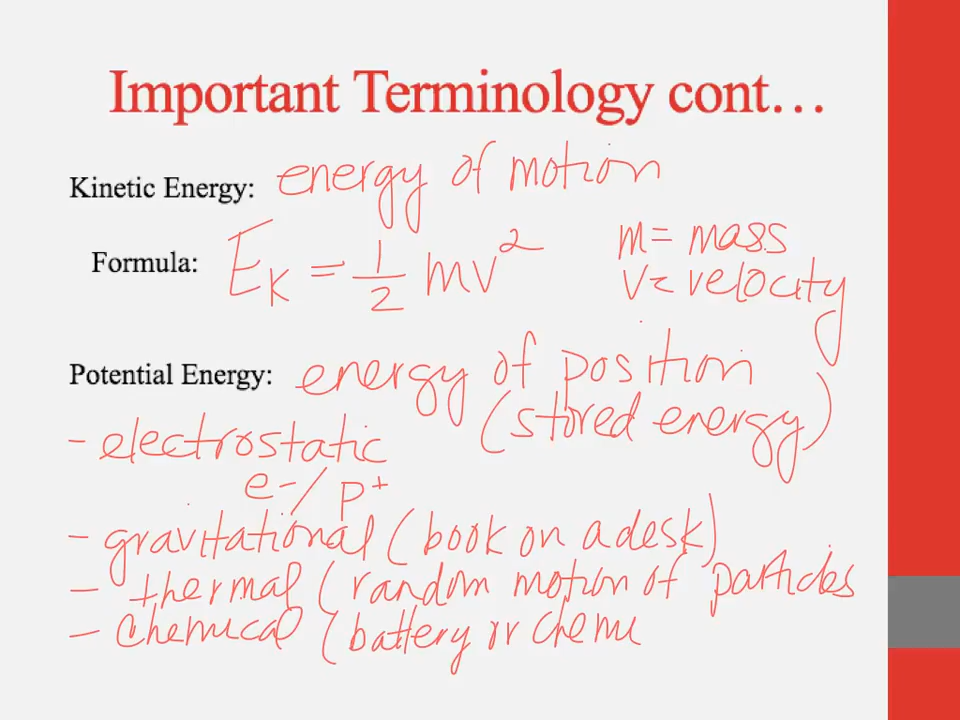 Important Terminology cont…
Kinetic Energy: energy of motion
Formula: E_K = 1/2 mv² m = mass
v = velocity
Potential Energy: energy of position
(stored energy)
- electrostatic
e-/p+
- gravitational (book on a desk)
- thermal (random motion of particles
- chemical (battery or chemi